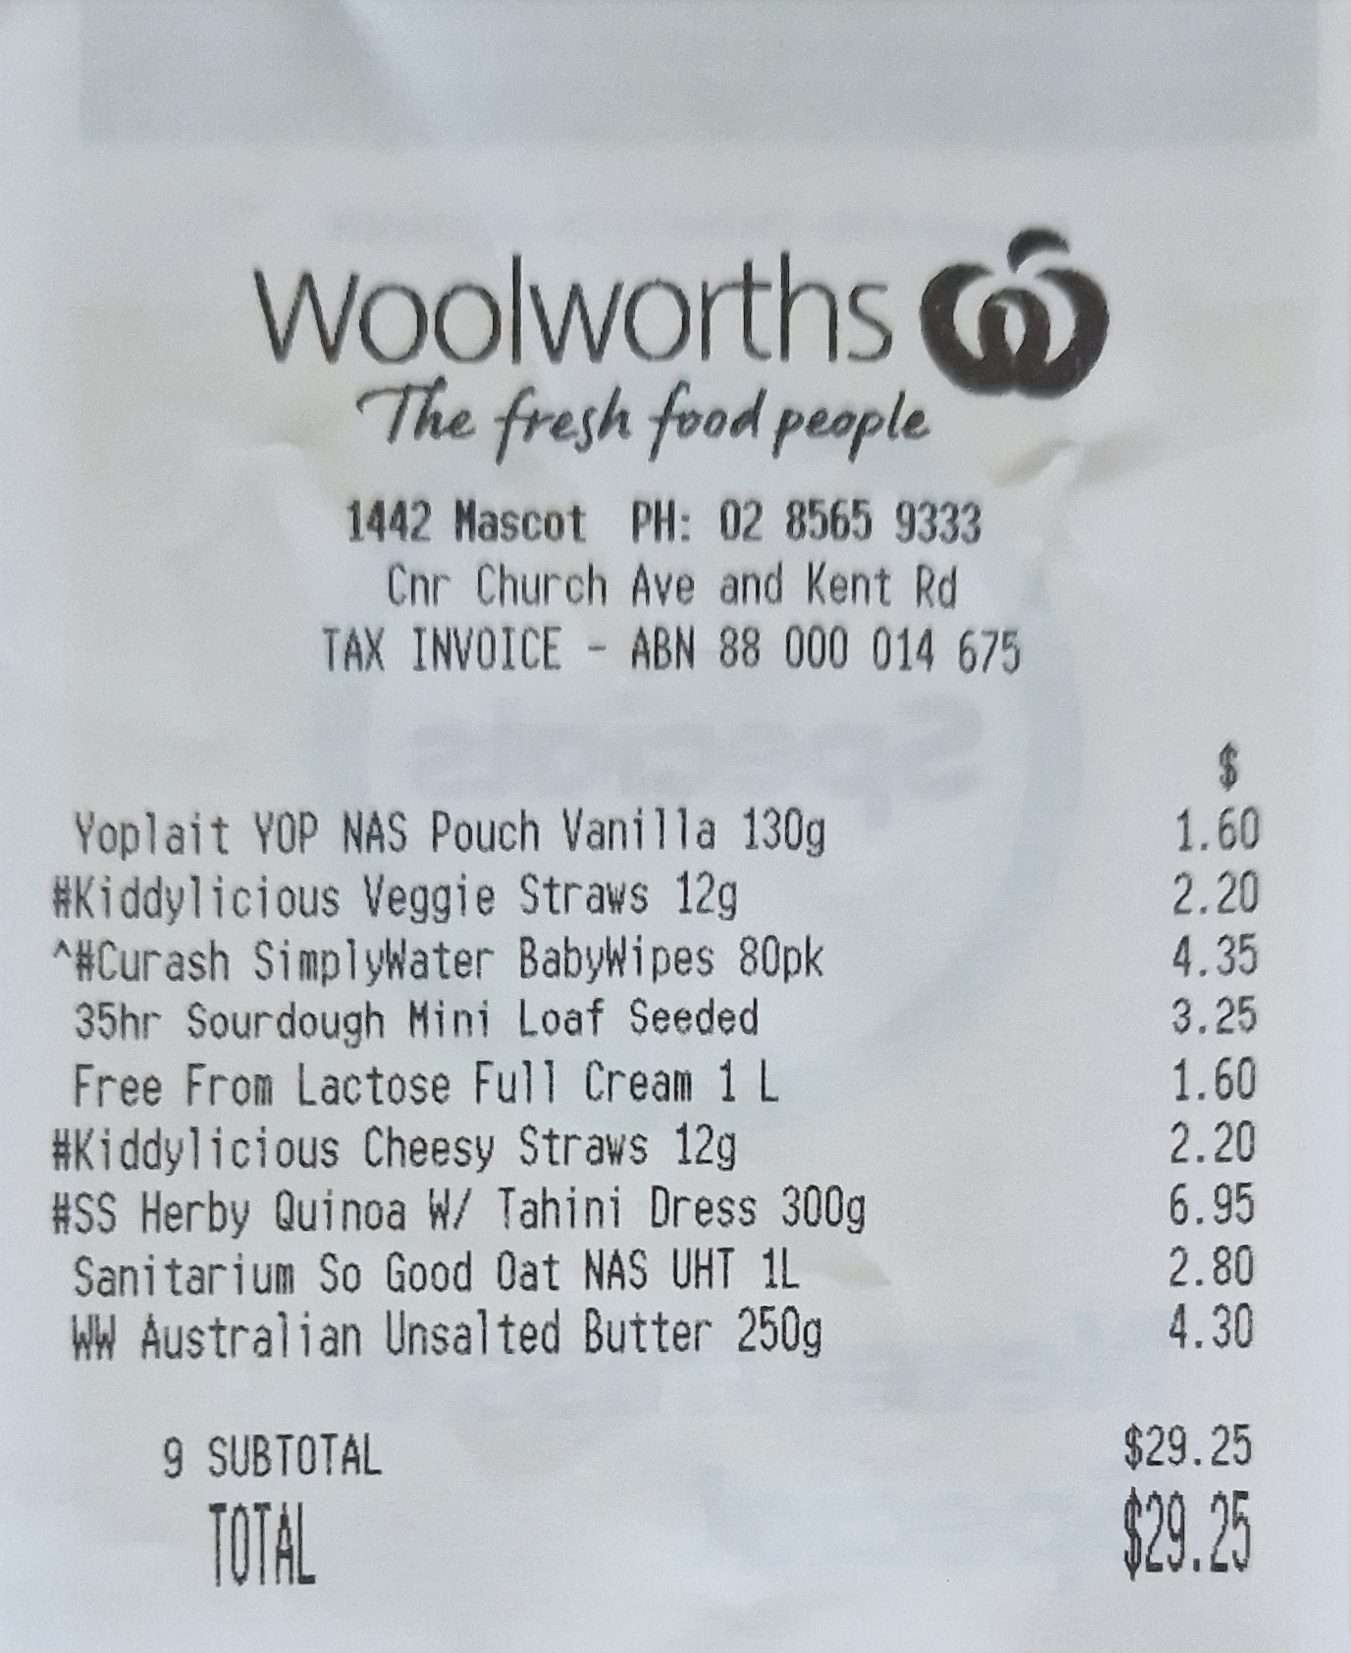 Woolworths
The fresh food people
1442 Mascot PH: 02 8565 9333
Cnr Church Ave and Kent Rd
TAX INVOICE - ABN 88 000 014 675
$
Yoplait YOP NAS Pouch Vanilla 130g 1.60
#Kiddylicious Veggie Straws 12g 2.20
^#Curash SimplyWater BabyWipes 80pk 4.35
35hr Sourdough Mini Loaf Seeded 3.25
Free From Lactose Full Cream 1 L 1.60
#Kiddylicious Cheesy Straws 12g 2.20
#SS Herby Quinoa W/ Tahini Dress 300g 6.95
Sanitarium So Good Oat NAS UHT 1L 2.80
WW Australian Unsalted Butter 250g 4.30
9 SUBTOTAL $29.25
TOTAL $29.25